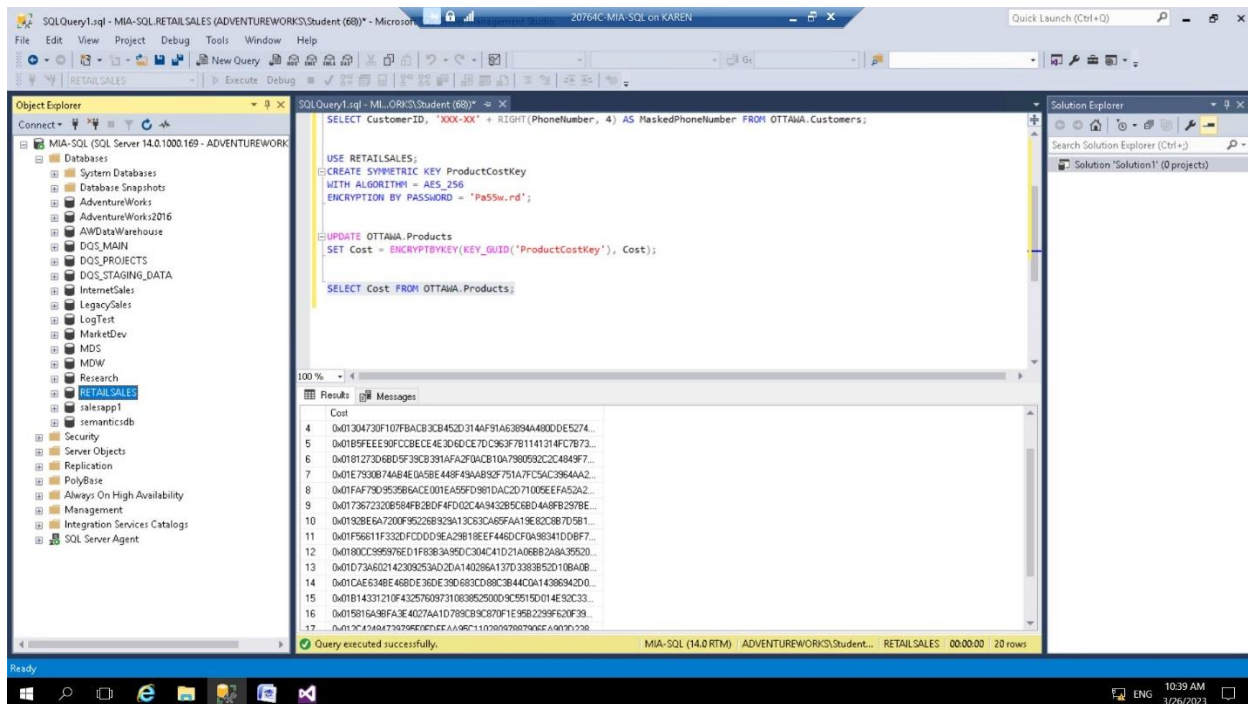 SQLQuery1.sql - MIA-SQL.RETAILSALES (ADVENTUREWORKS\Student (68))* - Microsoft
20764C-MIA-SQL on KAREN
Quick Launch (Ctrl+Q)
File Edit View Project Debug Tools Window Help
New Query
RETAILSALES
Execute Debug
Object Explorer
Connect
MIA-SQL (SQL Server 14.0.1000.169 - ADVENTUREWORK
Databases
System Databases
Database Snapshots
AdventureWorks
AdventureWorks2016
AWDataWarehouse
DQS_MAIN
DQS_PROJECTS
DQS_STAGING_DATA
InternetSales
LegacySales
LogTest
MarketDev
MDS
MDW
Research
RETAILSALES
salesapp1
semanticsdb
Security
Server Objects
Replication
PolyBase
Always On High Availability
Management
Integration Services Catalogs
SQL Server Agent
SQLQuery1.sql - MI...ORKS\Student (68))*
SELECT CustomerID, 'XXX-XX' + RIGHT(PhoneNumber, 4) AS MaskedPhoneNumber FROM OTTAWA.Customers;
USE RETAILSALES;
CREATE SYMMETRIC KEY ProductCostKey
WITH ALGORITHM = AES_256
ENCRYPTION BY PASSWORD = 'Pa55w.rd';
UPDATE OTTAWA.Products
SET Cost = ENCRYPTBYKEY(KEY_GUID('ProductCostKey'), Cost);
SELECT Cost FROM OTTAWA.Products;
100 %
Results Messages
Cost
4
5
6
7
8
9
10
11
12
13
14
15
16
17
Query executed successfully.
MIA-SQL (14.0 RTM) ADVENTUREWORKS\Student... RETAILSALES 00:00:00 20 rows
Solution Explorer
Search Solution Explorer (Ctrl+;)
Solution 'Solution1' (0 projects)
Ready
ENG
10:39 AM
3/26/2023